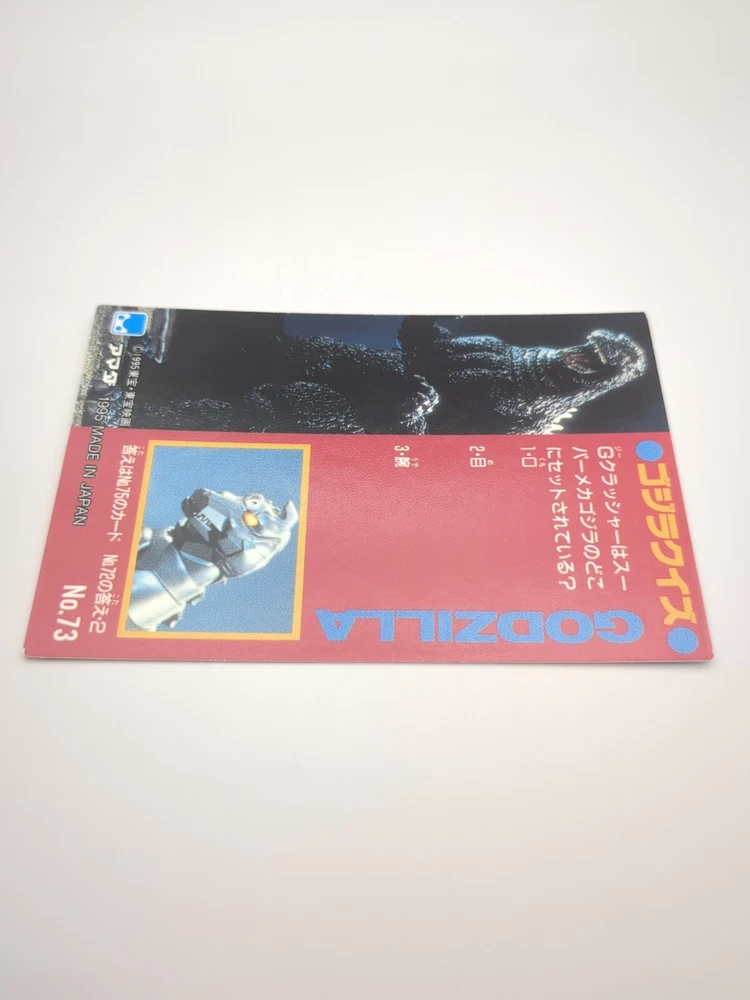 ●ゴジラクイズ●
Gクラッシャーはスー
パーメカゴジラのどこ
にセットされている?
1・口
2・目
3・腕
GODZILLA
答えはNo.75のカード No.72の答え・2
No.73
©1995東宝・東宝映画
アマダ 1995 MADE IN JAPAN